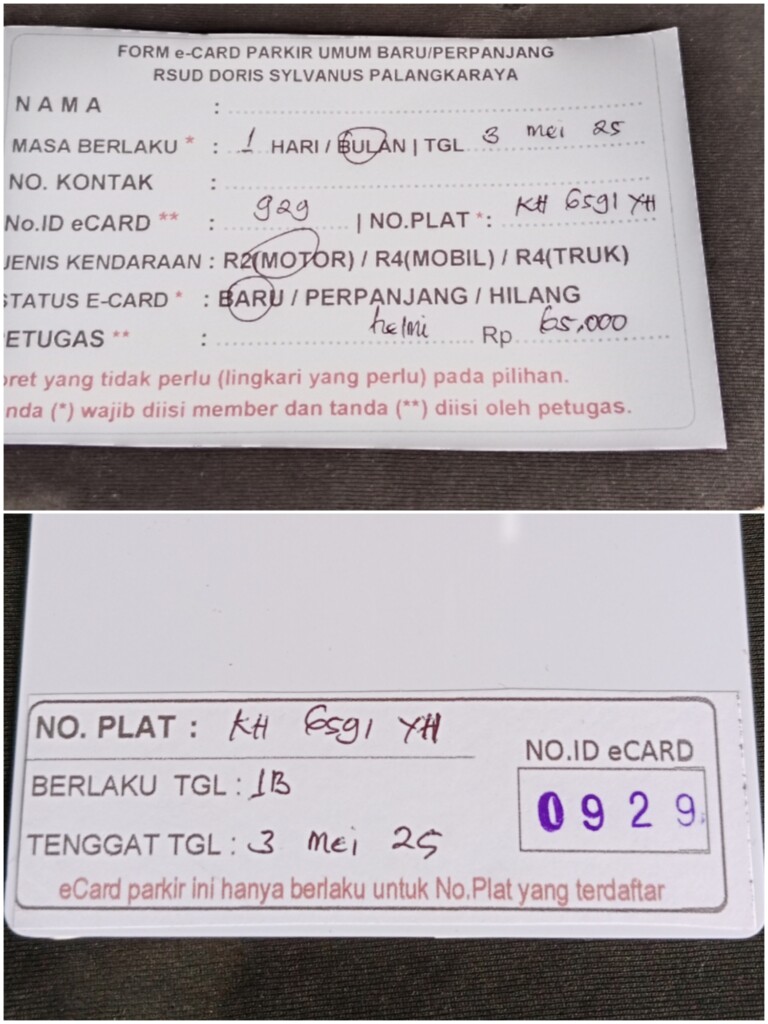 FORM e-CARD PARKIR UMUM BARU/PERPANJANG
RSUD DORIS SYLVANUS PALANGKARAYA
NAMA :
MASA BERLAKU * : 1 HARI / BULAN | TGL 3 mei 25
NO. KONTAK :
No.ID eCARD ** : 929 | NO.PLAT *: KH 6591 YH
JENIS KENDARAAN : R2(MOTOR) / R4(MOBIL) / R4(TRUK)
STATUS E-CARD * : BARU / PERPANJANG / HILANG
PETUGAS ** : helmi Rp 65.000
oret yang tidak perlu (lingkari yang perlu) pada pilihan.
nda (*) wajib diisi member dan tanda (**) diisi oleh petugas.
NO. PLAT : KH 6591 YH
BERLAKU TGL : 1B
TENGGAT TGL : 3 mei 25
NO.ID eCARD
0929
eCard parkir ini hanya berlaku untuk No.Plat yang terdaftar